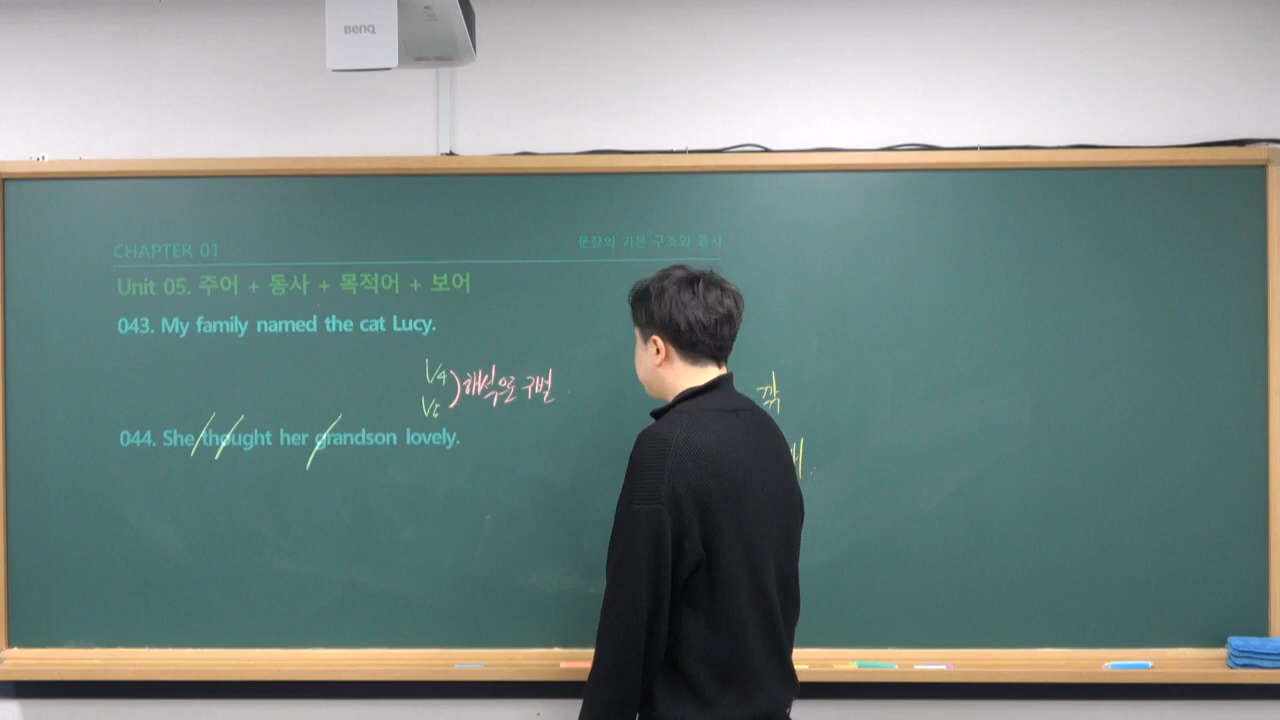 BenQ
CHAPTER 01
문장의 기본 구조와 동사
Unit 05. 주어 + 동사 + 목적어 + 보어
043. My family named the cat Lucy.
V4
V5 ) 해석으로 구별
044. She thought her grandson lovely.